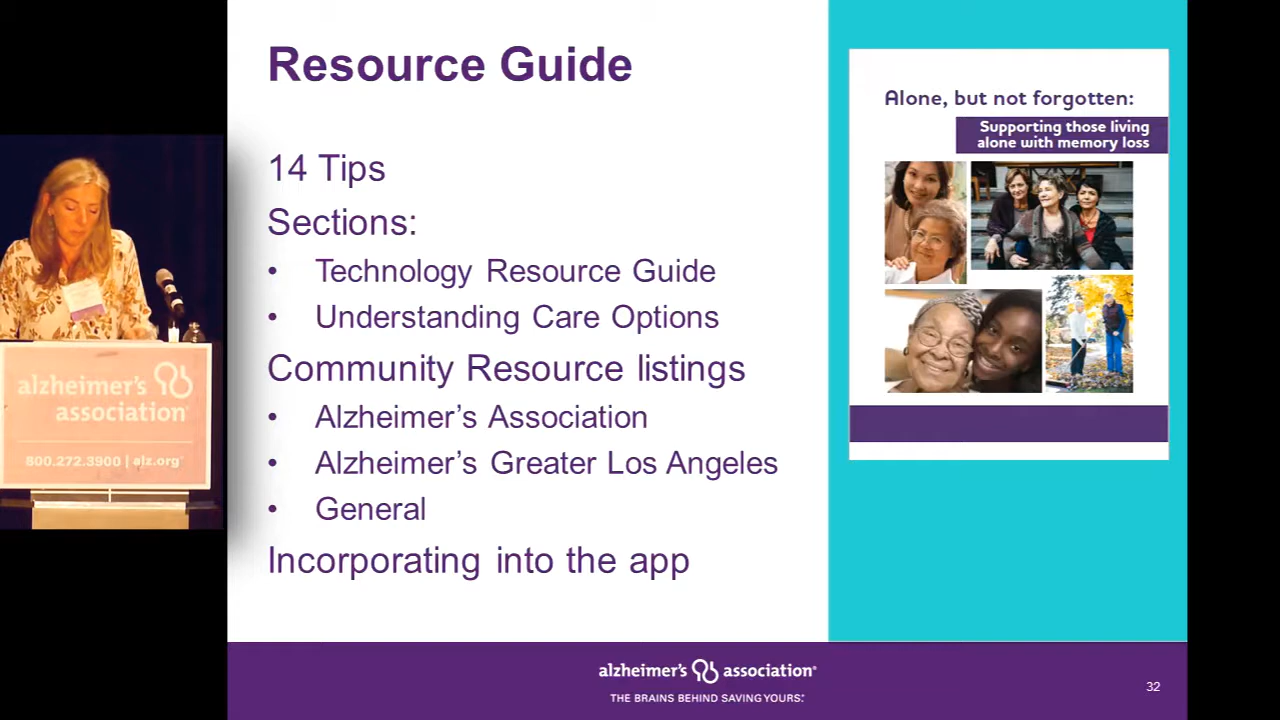 Resource Guide
14 Tips
Sections:
• Technology Resource Guide
• Understanding Care Options
Community Resource listings
• Alzheimer’s Association
• Alzheimer’s Greater Los Angeles
• General
Incorporating into the app
Alone, but not forgotten:
Supporting those living
alone with memory loss
alzheimer's
association®
800.272.3900 | alz.org®
alzheimer's association®
THE BRAINS BEHIND SAVING YOURS:™
32